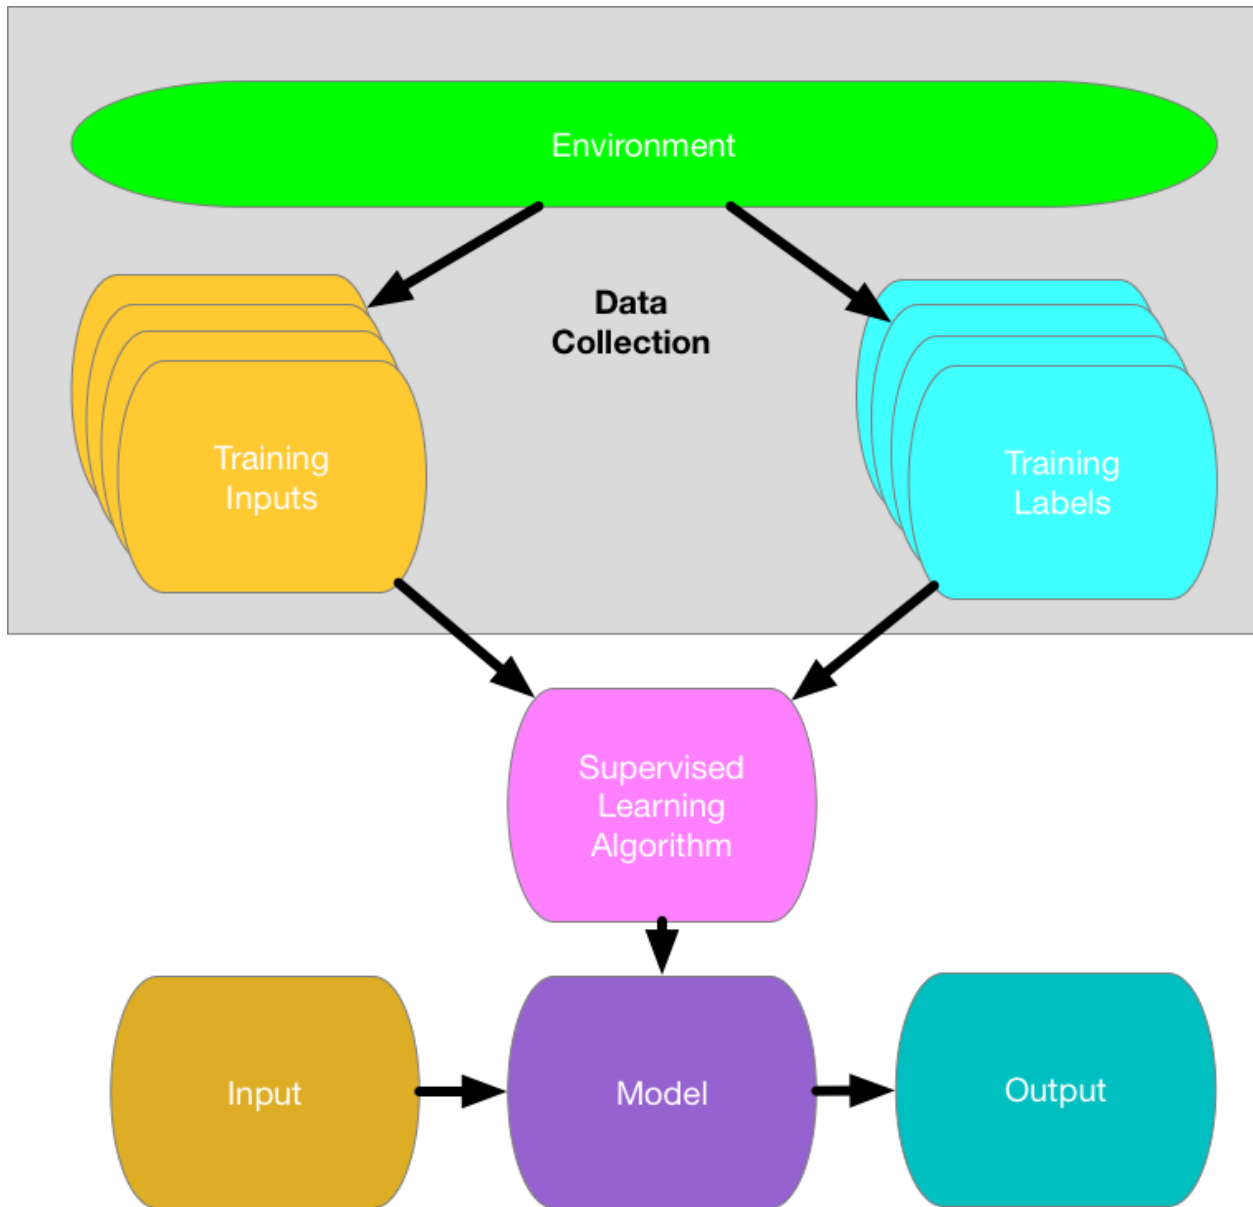 Environment
Data
Collection
Training
Inputs
Training
Labels
Supervised
Learning
Algorithm
Input
Model
Output